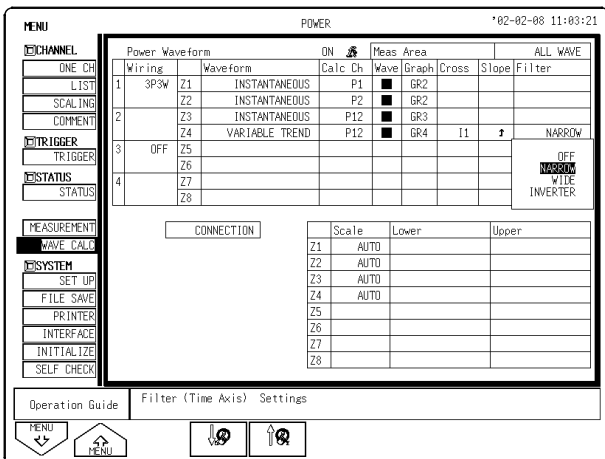 MENU POWER '02-02-08 11:03:21
CHANNEL
ONE CH
LIST
SCALING
COMMENT
TRIGGER
TRIGGER
STATUS
STATUS
MEASUREMENT
WAVE CALC
SYSTEM
SET UP
FILE SAVE
PRINTER
INTERFACE
INITIALIZE
SELF CHECK
Power Waveform ON Meas Area ALL WAVE
Wiring Waveform Calc Ch Wave Graph Cross Slope Filter
1 3P3W Z1 INSTANTANEOUS P1 ■ GR2
Z2 INSTANTANEOUS P2 ■ GR2
2 Z3 INSTANTANEOUS P12 ■ GR3
Z4 VARIABLE TREND P12 ■ GR4 I1 ↑ NARROW
3 OFF Z5
Z6
4 Z7
Z8
OFF
NARROW
WIDE
INVERTER
CONNECTION
Scale Lower Upper
Z1 AUTO
Z2 AUTO
Z3 AUTO
Z4 AUTO
Z5
Z6
Z7
Z8
Operation Guide Filter (Time Axis) Settings
MENU
MENU